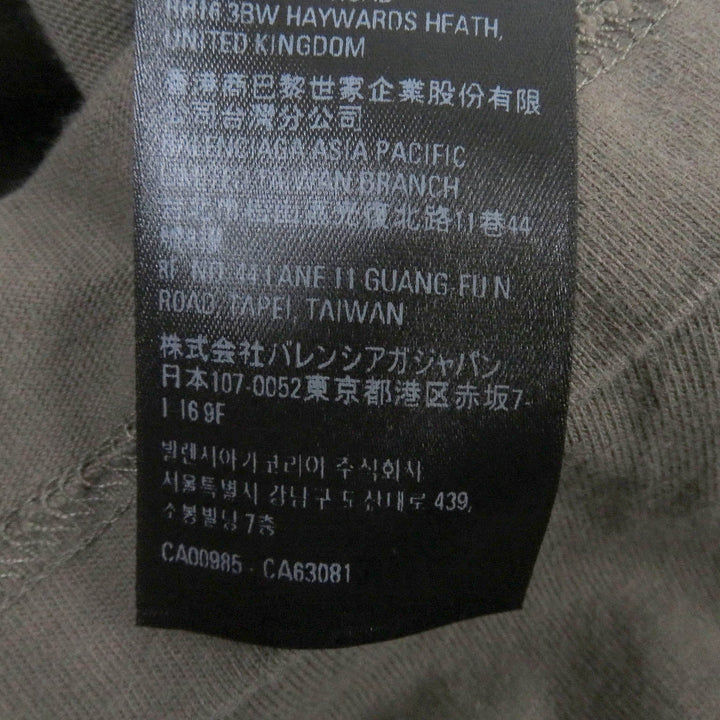 RH16 3BW HAYWARDS HEATH,
UNITED KINGDOM
香港商巴黎世家企業股份有限
公司台灣分公司
BALENCIAGA ASIA PACIFIC
TAIWAN BRANCH
光復北路11巷44
NO. 44 LANE 11 GUANG-FU N.
ROAD, TAPEI, TAIWAN
株式会社バレンシアガジャパン,
日本107-0052東京都港区赤坂7-
1 16 9F
발렌시아가코리아 주식회사
서울특별시 강남구 도산대로 439,
소봉빌딩 7층
CA00985 - CA63081